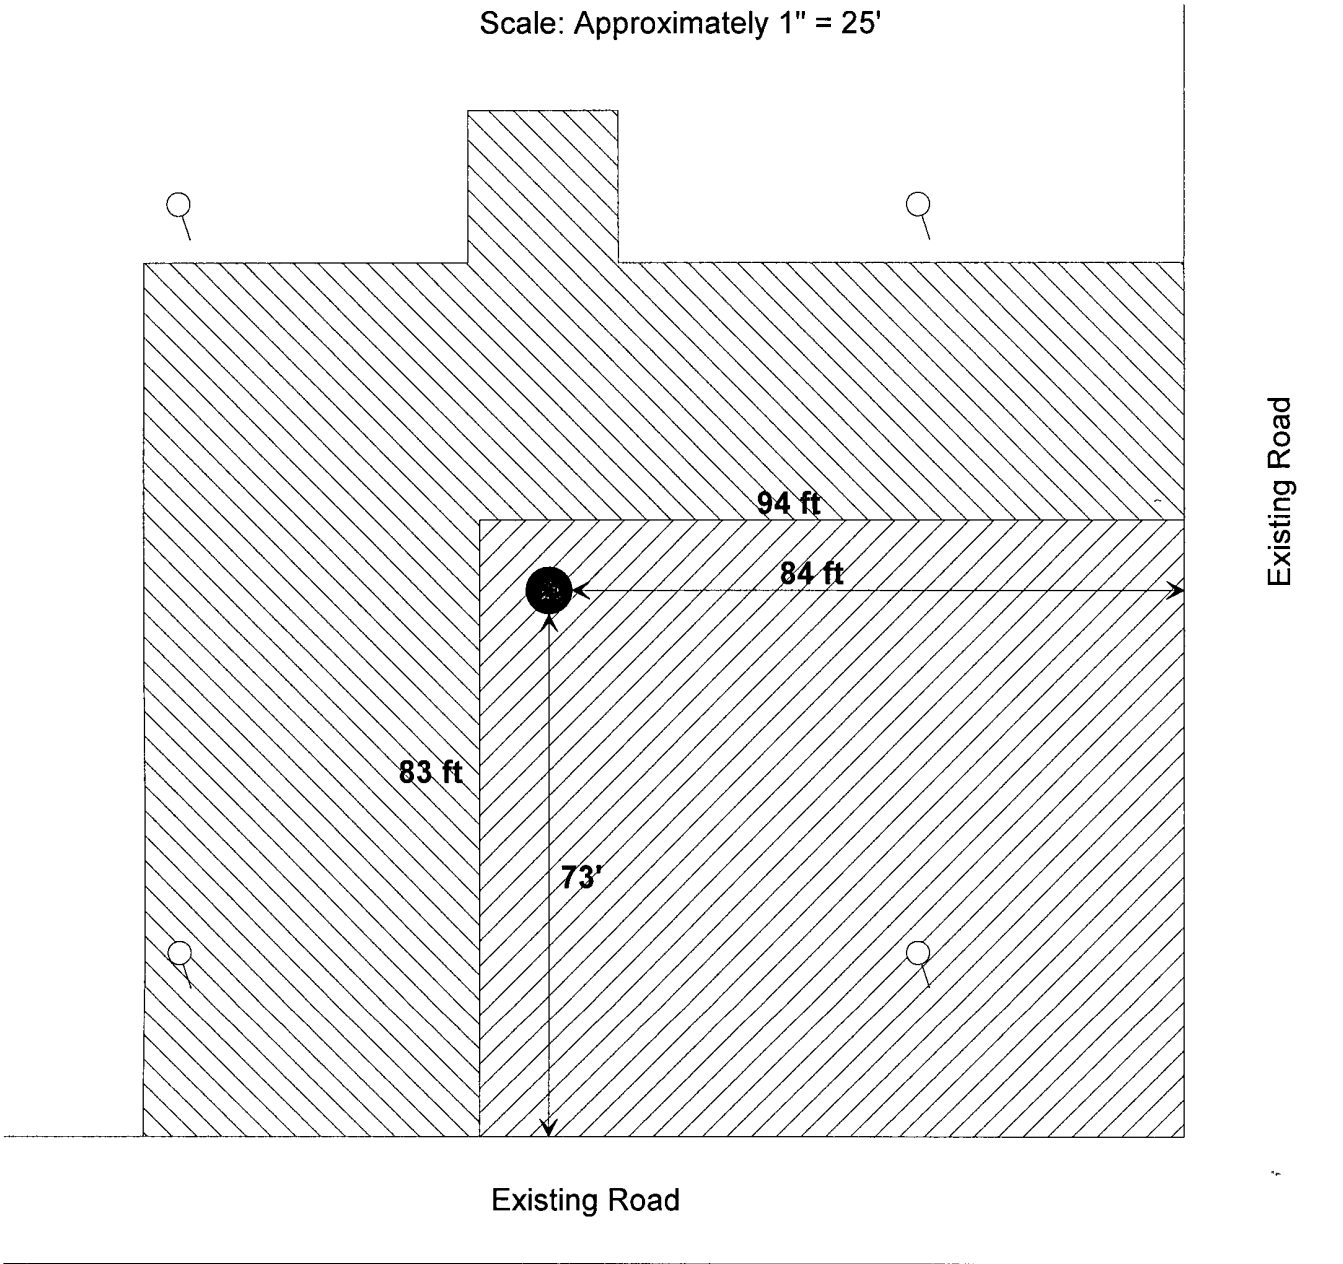 Scale: Approximately 1" = 25'
Existing Road
94 ft
84 ft
83 ft
73'
Existing Road